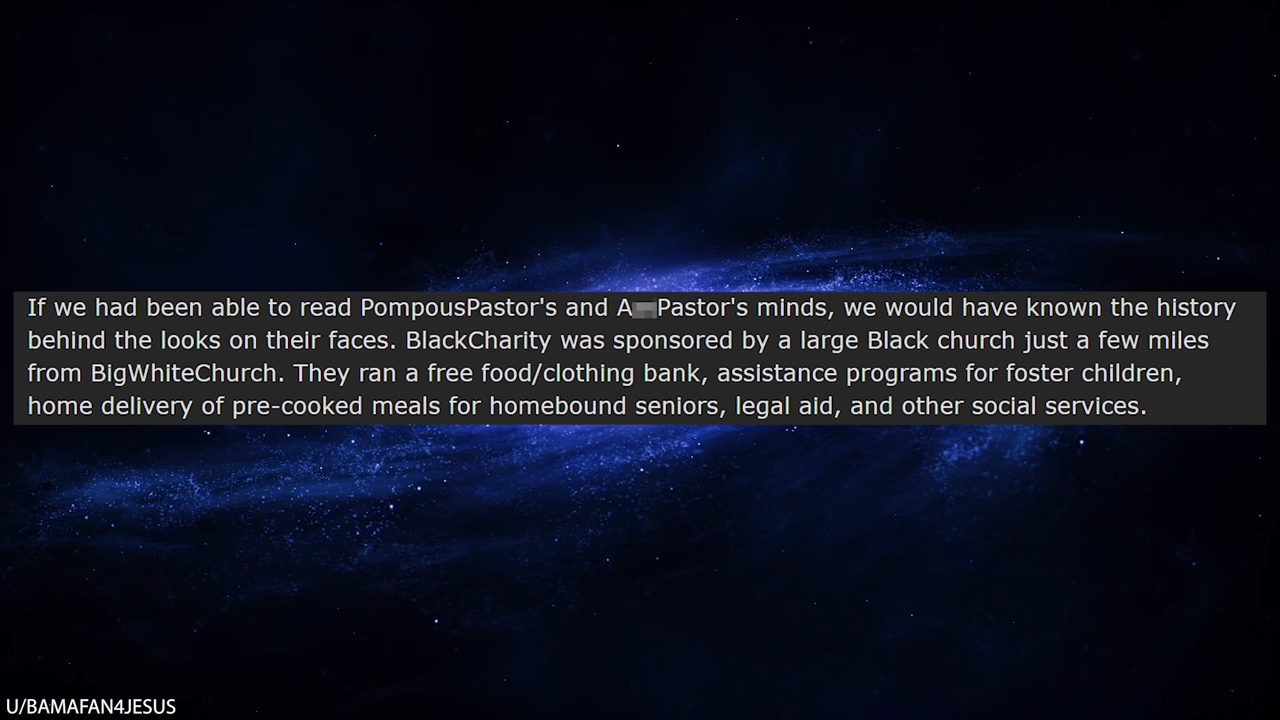 If we had been able to read PompousPastor's and A Pastor's minds, we would have known the history
behind the looks on their faces. BlackCharity was sponsored by a large Black church just a few miles
from BigWhiteChurch. They ran a free food/clothing bank, assistance programs for foster children,
home delivery of pre-cooked meals for homebound seniors, legal aid, and other social services.
U/BAMAFAN4JESUS